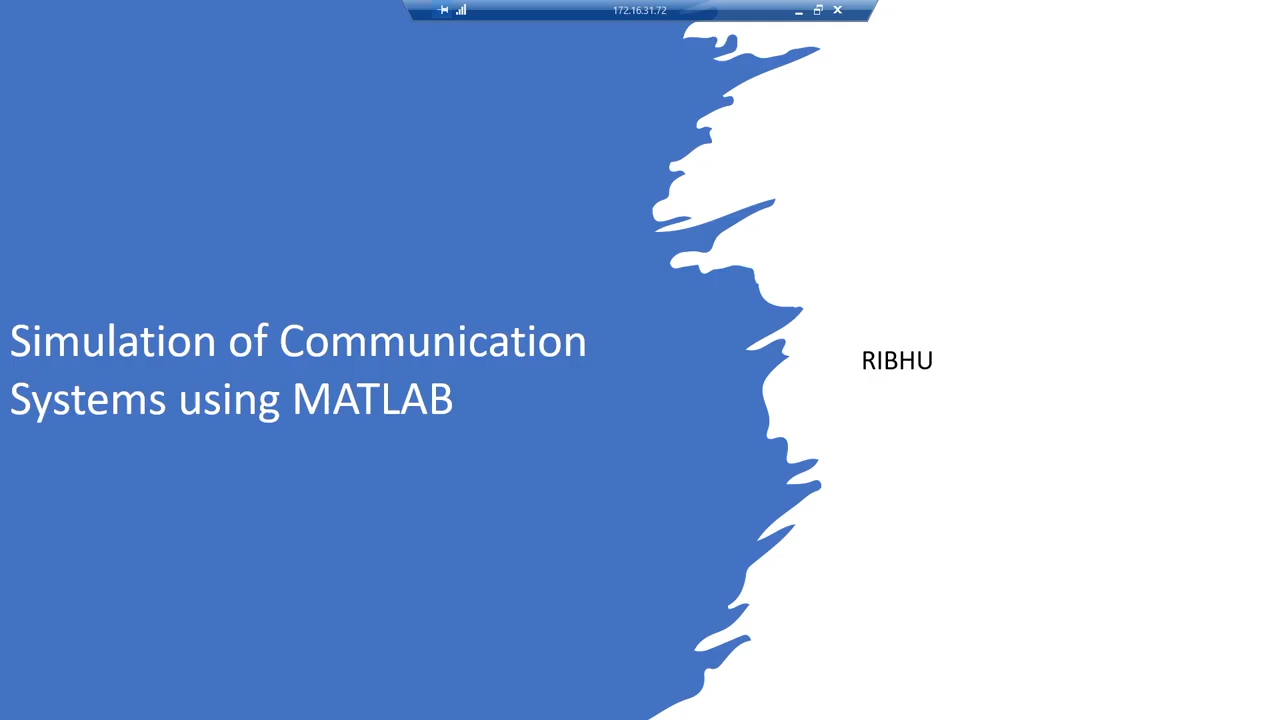 172.16.31.72
Simulation of Communication
Systems using MATLAB
RIBHU